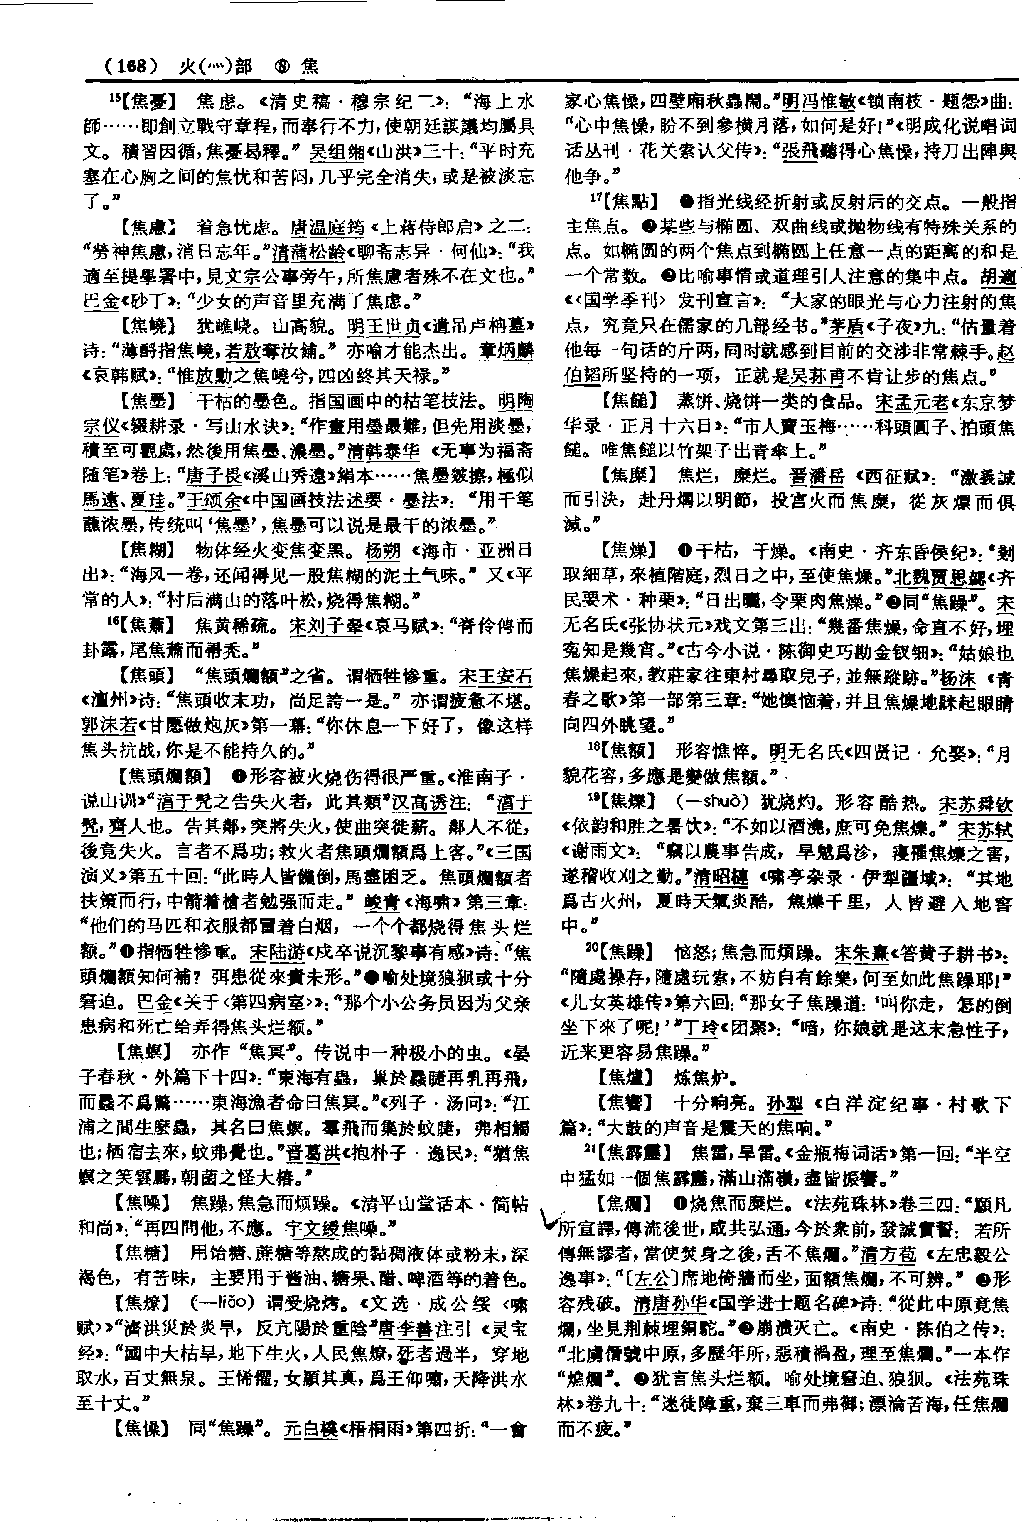 （168） 火(灬)部 ⑧ 焦
15【焦憂】 焦虑。《清史稿·穆宗纪二》：“海上水
師……即創立戰守章程，而奉行不力，使朝廷謨議均屬具
文。積習因循，焦憂曷釋。”吴组缃《山洪》三十：“平时充
塞在心胸之间的焦忧和苦闷，几乎完全消失，或是被淡忘
了。”
【焦慮】 着急忧虑。唐温庭筠《上蒋侍郎启》之二：
“勞神焦慮，消日忘年。”清蒲松龄《聊斋志异·何仙》：“我
適至提學署中，見文宗公事旁午，所焦慮者殊不在文也。”
巴金《砂丁》：“少女的声音里充满了焦虑。”
【焦嶢】 犹嶕峣。山高貌。明王世贞《遺吊卢枏墓》
诗：“薄酹指焦嶢，若敖奪汝餔。”亦喻才能杰出。章炳麟
《哀韩赋》：“惟放勳之焦嶢兮，四凶終其天禄。”
【焦墨】 干枯的墨色。指国画中的枯笔技法。明陶
宗仪《辍耕录·写山水诀》：“作畫用墨最難，但先用淡墨，
積至可觀處，然後用焦墨、濃墨。”清韩泰华《无事为福斋
随笔》卷上：“唐子畏《溪山秀遠》絹本……焦墨皴擦，極似
馬遠、夏珪。”王颂余《中国画技法述要·墨法》：“用干笔
蘸浓墨，传统叫‘焦墨’，焦墨可以说是最干的浓墨。”
【焦糊】 物体经火变焦变黑。杨朔《海市·亚洲日
出》：“海风一卷，还闻得见一股焦糊的泥土气味。”又《平
常的人》：“村后满山的落叶松，烧得焦糊。”
16【焦蕭】 焦黄稀疏。宋刘子翚《哀马赋》：“脊伶俜而
卦露，尾焦蕭而鬅秃。”
【焦頭】 “焦頭爛額”之省。谓牺牲惨重。宋王安石
《澶州》诗：“焦頭收末功，尚足誇一是。”亦谓疲惫不堪。
郭沫若《甘愿做炮灰》第一幕：“你休息一下好了，像这样
焦头抗战，你是不能持久的。”
【焦頭爛額】 ❶形容被火烧伤得很严重。《淮南子·
说山训》“淳于髡之告失火者，此其類”汉高诱注：“淳于
髡，齊人也。告其鄰，突將失火，使曲突徙薪。鄰人不從，
後竟失火。言者不爲功；救火者焦頭爛額爲上客。”《三国
演义》第五十回：“此時人皆饑倒，馬盡困乏。焦頭爛額者
扶策而行，中箭着槍者勉强而走。”峻青《海啸》第三章：
“他们的马匹和衣服都冒着白烟，一个个都烧得焦头烂
额。”❷指牺牲惨重。宋陆游《戍卒说沉黎事有感》诗：“焦
頭爛額知何補？弭患從來貴未形。”❸喻处境狼狈或十分
窘迫。巴金《关于〈第四病室〉》：“那个小公务员因为父亲
患病和死亡给弄得焦头烂额。”
【焦螟】 亦作“焦冥”。传说中一种极小的虫。《晏
子春秋·外篇下十四》：“東海有蟲，巢於蟁睫再乳再飛，
而蟁不爲驚……東海漁者命曰焦冥。”《列子·汤问》：“江
浦之間生麽蟲，其名曰焦螟。羣飛而集於蚊睫，弗相觸
也；栖宿去來，蚊弗覺也。”晋葛洪《抱朴子·逸民》：“猶焦
螟之笑雲鵬，朝菌之怪大椿。”
【焦噪】 焦躁，焦急而烦躁。《清平山堂话本·简帖
和尚》：“再四問他，不應。宇文绶焦噪。”
【焦糖】 用饴糖、蔗糖等熬成的黏稠液体或粉末，深
褐色，有苦味，主要用于酱油、糖果、醋、啤酒等的着色。
【焦燎】 （—liǎo）谓受烧烤。《文选·成公绥〈啸
赋〉》“濟洪災於炎旱，反亢陽於重陰”唐李善注引《灵宝
经》：“國中大枯旱，地下生火，人民焦燎，死者過半，穿地
取水，百丈無泉。王悕懼，女顯其真，爲王仰嘯，天降洪水
至十丈。”
【焦懆】 同“焦躁”。元白樸《梧桐雨》第四折：“一會
家心焦懆，四壁廂秋蟲鬧。”明冯惟敏《锁南枝·题怨》曲：
“心中焦懆，盼不到參横月落，如何是好！”《明成化说唱词
话丛刊·花关索认父传》：“張飛聽得心焦懆，持刀出陣與
他争。”
17【焦點】 ❶指光线经折射或反射后的交点。一般指
主焦点。❷某些与椭圆、双曲线或抛物线有特殊关系的
点。如椭圆的两个焦点到椭圆上任意一点的距离的和是
一个常数。❸比喻事情或道理引人注意的集中点。胡適
《〈国学季刊〉发刊宣言》：“大家的眼光与心力注射的焦
点，究竟只在儒家的几部经书。”茅盾《子夜》九：“估量着
他每一句话的斤两，同时就感到目前的交涉非常棘手。赵
伯韬所坚持的一项，正就是吴荪甫不肯让步的焦点。”
【焦䭔】 蒸饼、烧饼一类的食品。宋孟元老《东京梦
华录·正月十六日》：“市人賣玉梅……科頭圓子、拍頭焦
䭔。唯焦䭔以竹架子出青傘上。”
【焦糜】 焦烂，糜烂。晋潘岳《西征赋》：“激義誠
而引決，赴丹爓以明節，投宫火而焦糜，從灰燼而俱
滅。”
【焦燥】 ❶干枯，干燥。《南史·齐东昏侯纪》：“剗
取细草，來植階庭，烈日之中，至使焦燥。”北魏贾思勰《齐
民要术·种栗》：“日出曬，令栗肉焦燥。”❷同“焦躁”。宋
无名氏《张协状元》戏文第三出：“幾番焦燥，命直不好，埋
寃知是幾宵。”《古今小说·陈御史巧勘金钗钿》：“姑娘也
焦燥起來，教莊家往東村尋取兒子，並無蹤跡。”杨沫《青
春之歌》第一部第三章：“她懊恼着，并且焦燥地眯起眼睛
向四外眺望。”
18【焦額】 形容憔悴。明无名氏《四贤记·允娶》：“月
貌花容，多應是變做焦額。”
19【焦爍】 （—shuò）犹烧灼。形容酷热。宋苏舜钦
《依韵和胜之暑饮》：“不如以酒澆，庶可免焦爍。”宋苏轼
《谢雨文》：“竊以農事告成，旱魃爲沴，寖罹焦爍之害，
遂稽收刈之勤。”清昭槤《啸亭杂录·伊犁疆域》：“其地
爲古火州，夏時天氣炎酷，焦爍千里，人皆避入地窖
中。”
20【焦躁】 恼怒；焦急而烦躁。宋朱熹《答黄子耕书》：
“隨處操存，隨處玩索，不妨自有餘樂，何至如此焦躁耶！”
《儿女英雄传》第六回：“那女子焦躁道：‘叫你走，怎的倒
坐下來了呢！’”丁玲《团聚》：“唔，你娘就是这末急性子，
近来更容易焦躁。”
【焦爐】 炼焦炉。
【焦響】 十分响亮。孙犁《白洋淀纪事·村歌下
篇》：“大鼓的声音是震天的焦响。”
21【焦霹靂】 焦雷，旱雷。《金瓶梅词话》第一回：“半空
中猛如一個焦霹靂，滿山滿嶺，盡皆振響。”
【焦爛】 ❶烧焦而糜烂。《法苑珠林》卷三四：“願凡
所宣譯，傳流後世，咸共弘通，今於衆前，發誠實誓：若所
傳無謬者，當使焚身之後，舌不焦爛。”清方苞《左忠毅公
逸事》：“〔左公〕席地倚牆而坐，面額焦爛，不可辨。”❷形
容残破。清唐孙华《国学进士题名碑》诗：“從此中原竟焦
爛，坐見荆棘埋銅駝。”❸崩溃灭亡。《南史·陈伯之传》：
“北虜僭號中原，多歷年所，惡積禍盈，理至焦爛。”一本作
“燋爛”。❹犹言焦头烂额。喻处境窘迫、狼狈。《法苑珠
林》卷九十：“迷徒障重，棄三車而弗御；漂淪苦海，任焦爛
而不疲。”